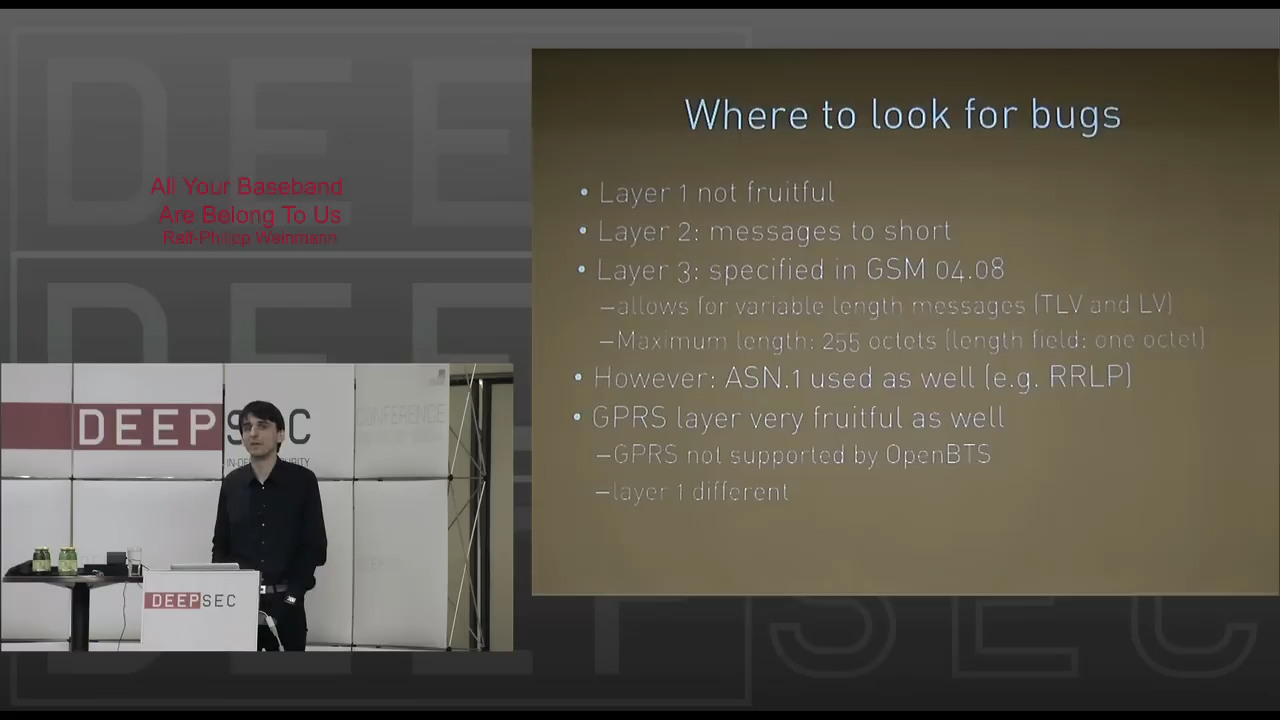 All Your Baseband
Are Belong To Us
Ralf-Philipp Weinmann
Where to look for bugs
• Layer 1 not fruitful
• Layer 2: messages to short
• Layer 3: specified in GSM 04.08
–allows for variable length messages (TLV and LV)
–Maximum length: 255 octets (length field: one octet)
• However: ASN.1 used as well (e.g. RRLP)
• GPRS layer very fruitful as well
–GPRS not supported by OpenBTS
–layer 1 different
DEEPSEC
CONFERENCE
DEEPSEC
DEEPSEC